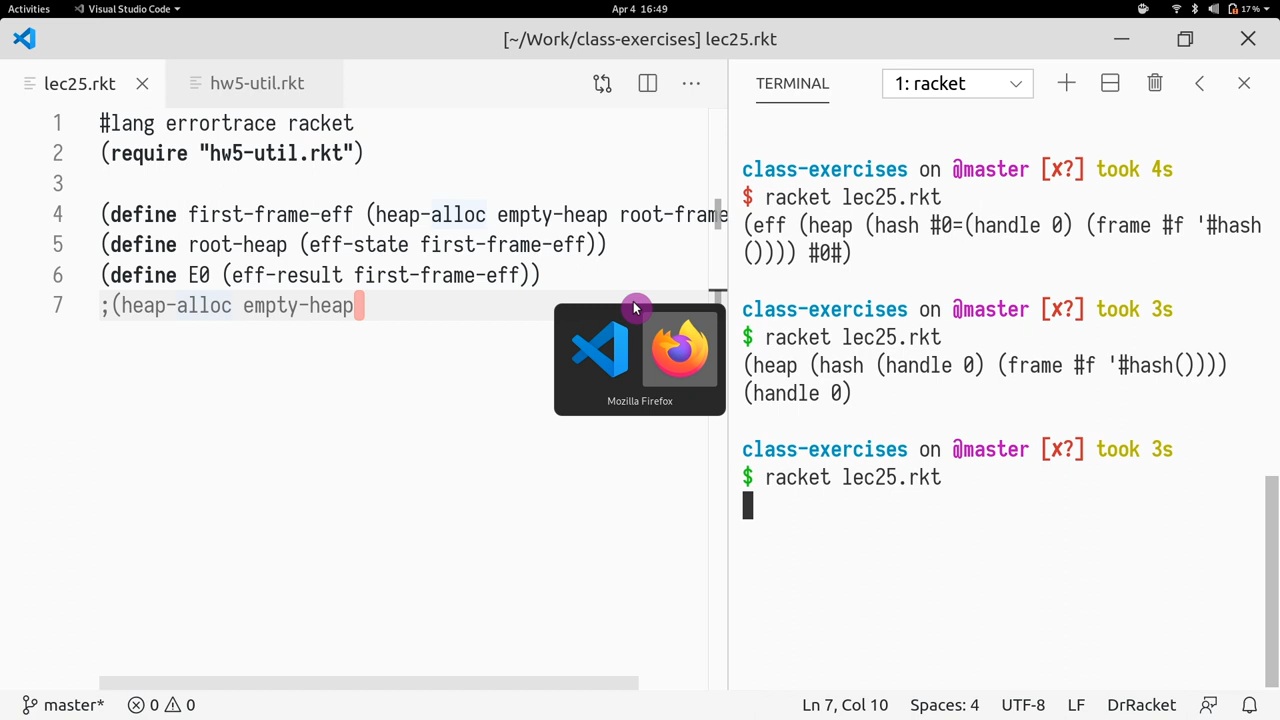 Activities Visual Studio Code Apr 4 16:49 17%
[~/Work/class-exercises] lec25.rkt
lec25.rkt hw5-util.rkt
1 #lang errortrace racket
2 (require "hw5-util.rkt")
3
4 (define first-frame-eff (heap-alloc empty-heap root-frame
5 (define root-heap (eff-state first-frame-eff))
6 (define E0 (eff-result first-frame-eff))
7 ;(heap-alloc empty-heap
Mozilla Firefox
TERMINAL 1: racket
class-exercises on @master [✘?] took 4s
$ racket lec25.rkt
(eff (heap (hash #0=(handle 0) (frame #f '#hash
()))) #0#)
class-exercises on @master [✘?] took 3s
$ racket lec25.rkt
(heap (hash (handle 0) (frame #f '#hash())))
(handle 0)
class-exercises on @master [✘?] took 3s
$ racket lec25.rkt
master* 0 0 Ln 7, Col 10 Spaces: 4 UTF-8 LF DrRacket